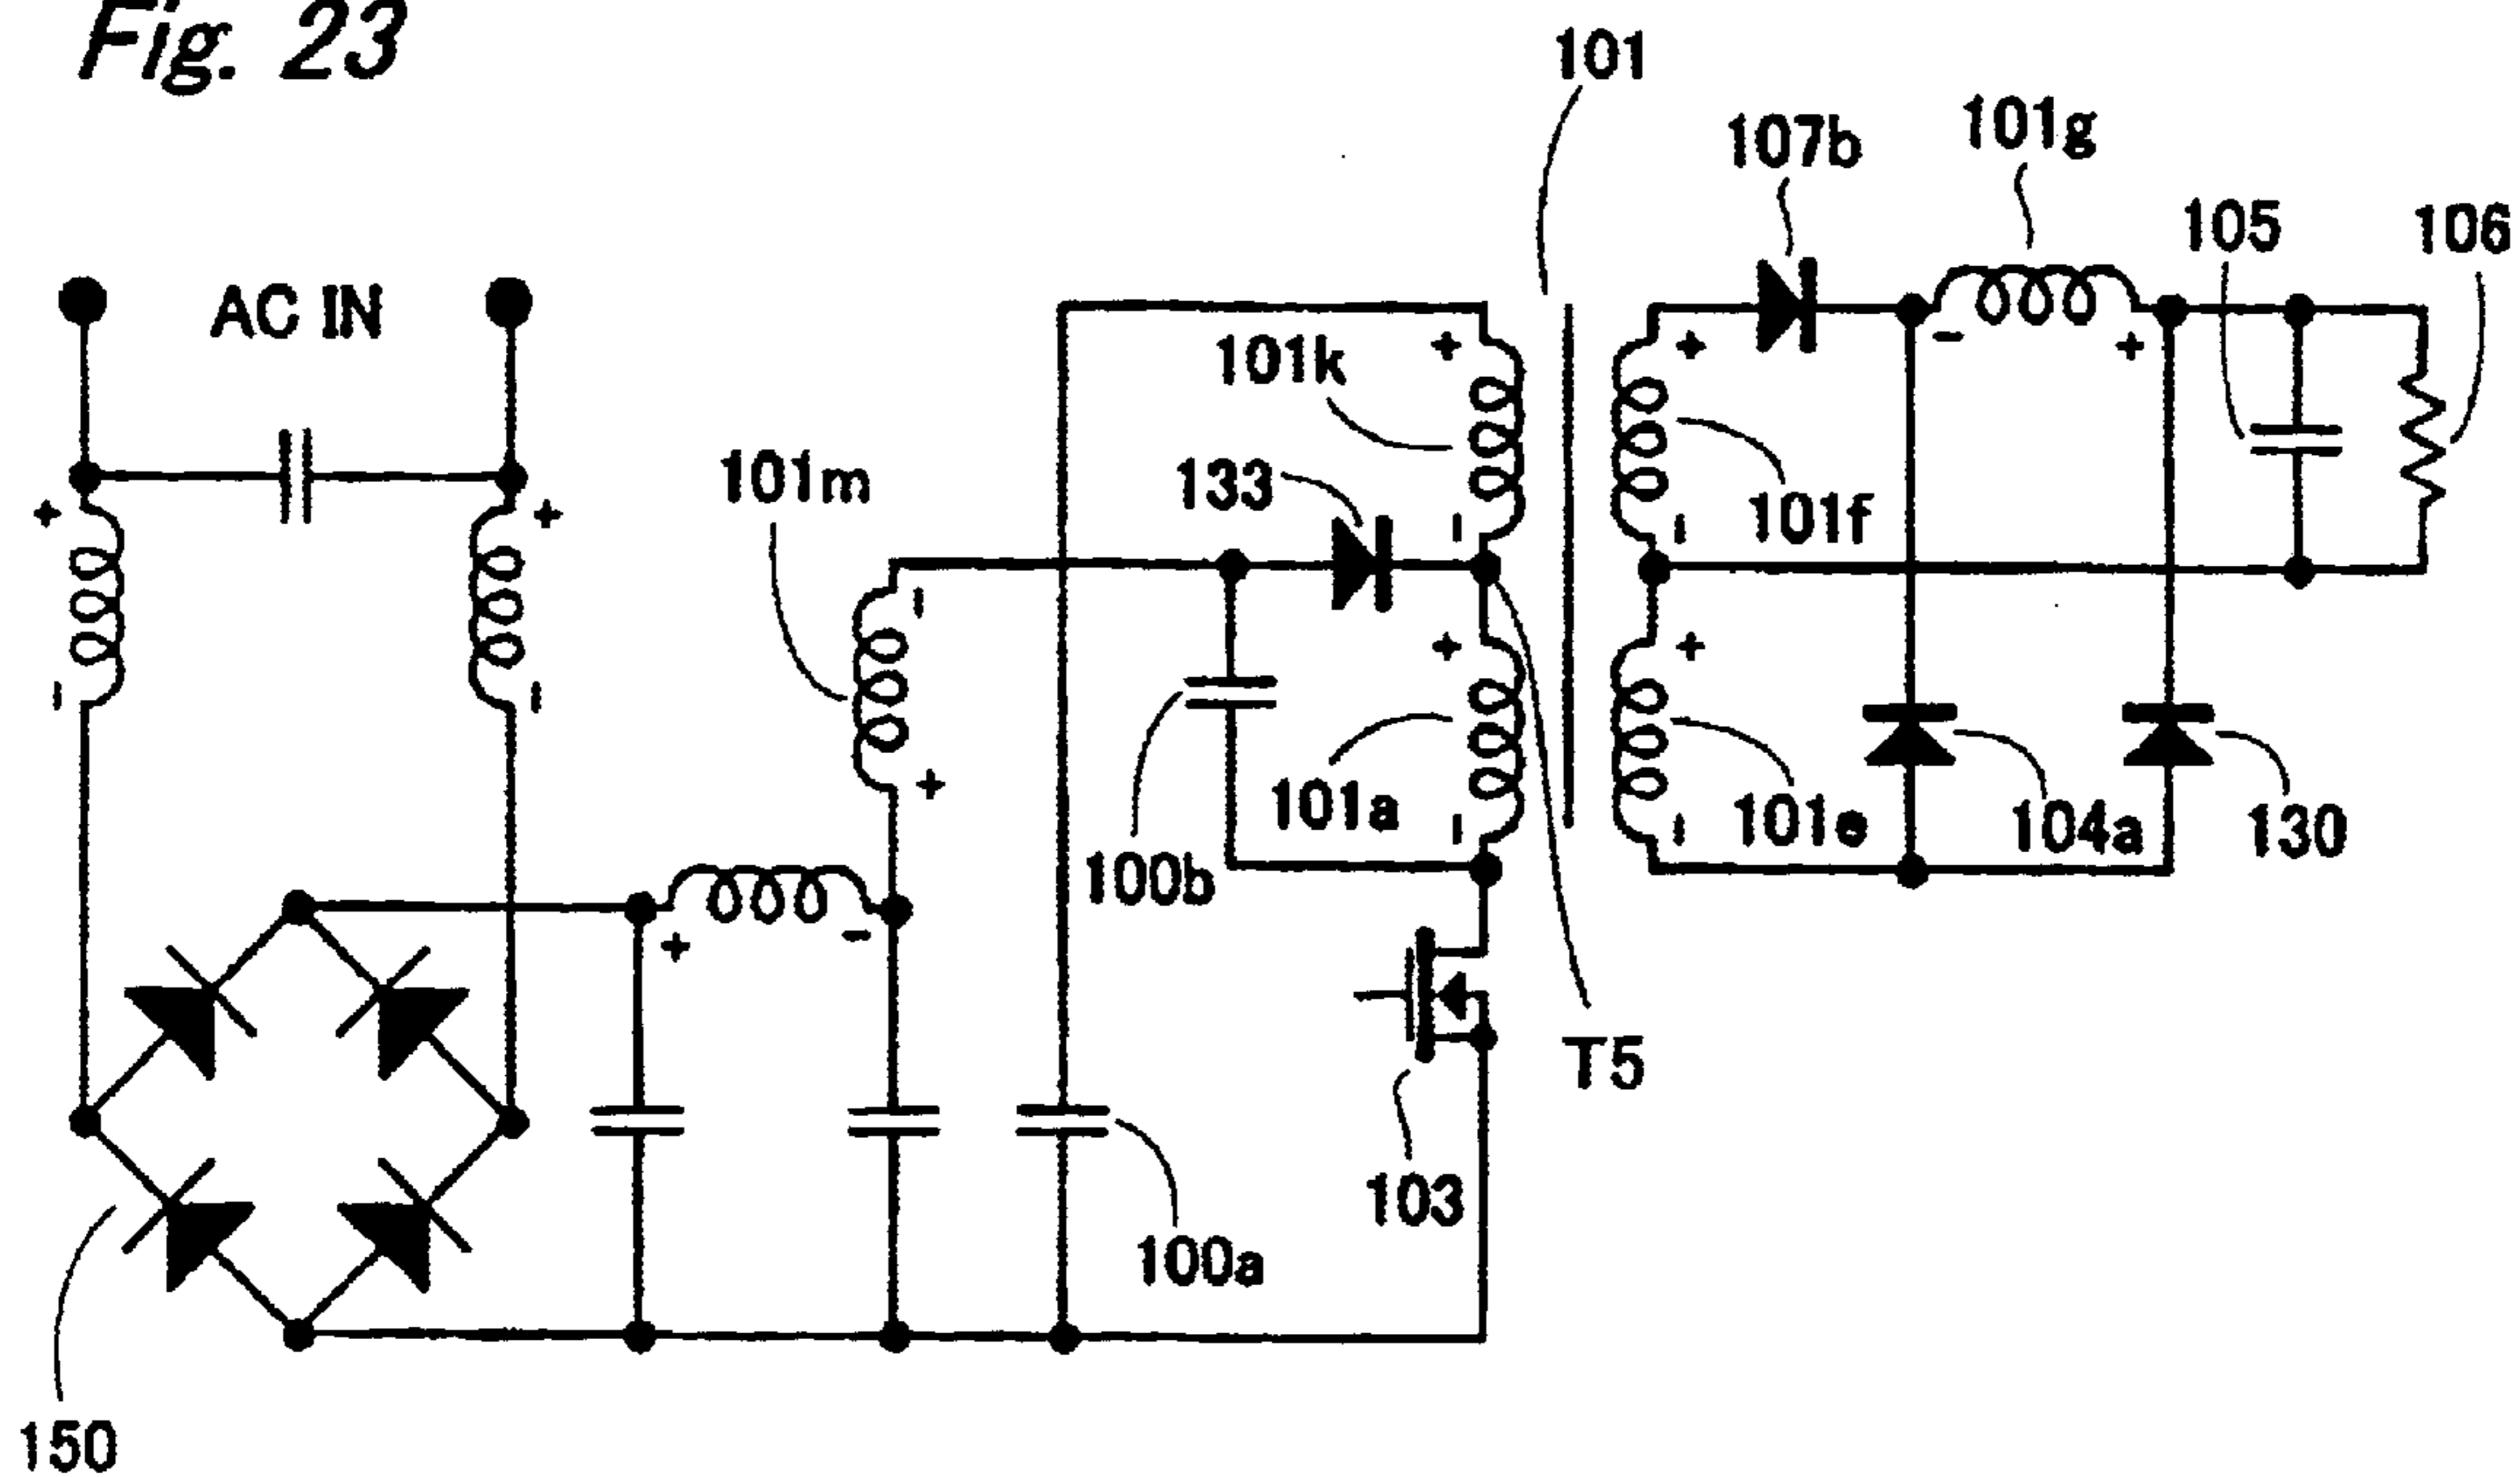 Fig. 23
101
107b
101g
105
106
AC IN
101k
+
+
-
+
133
101m
101f
+
+
-
-
-
+
+
-
-
+
101a
101e
104a
130
-
-
100b
+
-
T5
103
100a
150